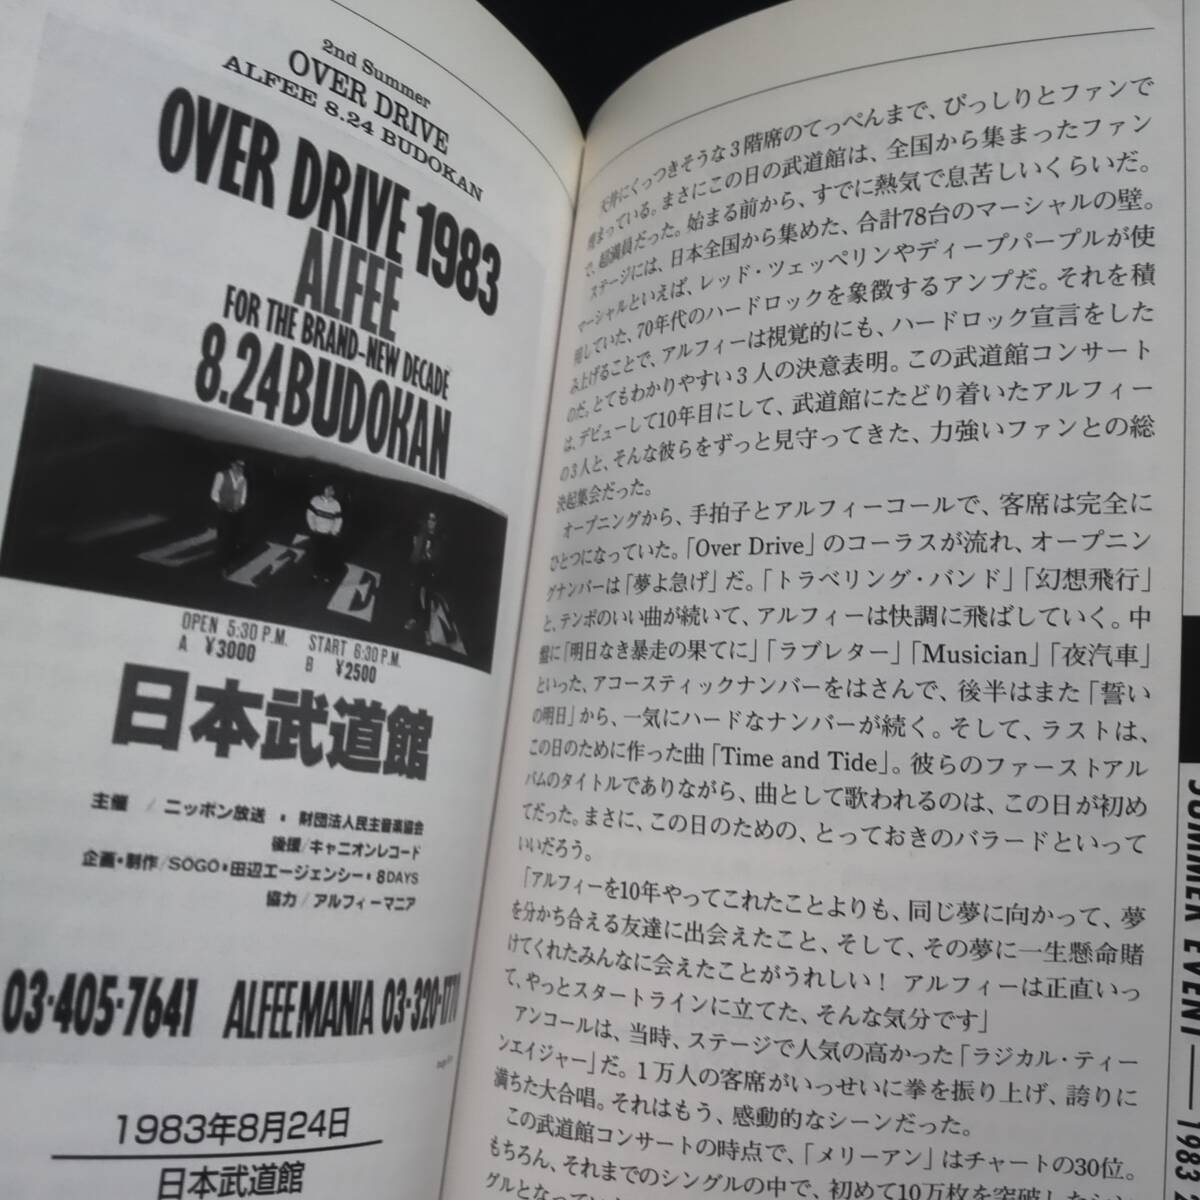 2nd Summer
OVER DRIVE
ALFEE 8.24 BUDOKAN
OVER DRIVE 1983
ALFEE
FOR THE BRAND-NEW DECADE
8.24 BUDOKAN
OPEN 5:30 P.M. START 6:30 P.M.
A ¥3000 B ¥2500
日本武道館
主催 / ニッポン放送・財団法人民主音楽協会
後援/キャニオンレコード
企画・制作/SOGO・田辺エージェンシー・8DAYS
協力/アルフィーマニア
03-405-7641 ALFEE MANIA 03-320-1771
1983年8月24日
日本武道館
天井にくっつきそうな3階席のてっぺんまで、びっしりとファンで
埋まっている。まさにこの日の武道館は、全国から集まったファン
で、超満員だった。始まる前から、すでに熱気で息苦しいくらいだ。
ステージには、日本全国から集めた、合計78台のマーシャルの壁。
マーシャルといえば、レッド・ツェッペリンやディープパープルが使
用していた、70年代のハードロックを象徴するアンプだ。それを積
み上げることで、アルフィーは視覚的にも、ハードロック宣言をした
のだ。とてもわかりやすい3人の決意表明。この武道館コンサート
は、デビューして10年目にして、武道館にたどり着いたアルフィー
の3人と、そんな彼らをずっと見守ってきた、力強いファンとの総
決起集会だった。
オープニングから、手拍子とアルフィーコールで、客席は完全に
ひとつになっていた。「Over Drive」のコーラスが流れ、オープニン
グナンバーは「夢よ急げ」だ。「トラベリング・バンド」「幻想飛行」
と、テンポのいい曲が続いて、アルフィーは快調に飛ばしていく。中
盤に「明日なき暴走の果てに」「ラブレター」「Musician」「夜汽車」
といった、アコースティックナンバーをはさんで、後半はまた「誓い
の明日」から、一気にハードなナンバーが続く。そして、ラストは、
この日のために作った曲「Time and Tide」。彼らのファーストアル
バムのタイトルでありながら、曲として歌われるのは、この日が初め
てだった。まさに、この日のための、とっておきのバラードといって
いいだろう。
「アルフィーを10年やってこれたことよりも、同じ夢に向かって、夢
を分かち合える友達に出会えたこと、そして、その夢に一生懸命賭
けてくれたみんなに会えたことがうれしい! アルフィーは正直いっ
て、やっとスタートラインに立てた、そんな気分です」
アンコールは、当時、ステージで人気の高かった「ラジカル・ティー
ンエイジャー」だ。1万人の客席がいっせいに拳を振り上げ、誇りに
満ちた大合唱。それはもう、感動的なシーンだった。
この武道館コンサートの時点で、「メリーアン」はチャートの30位。
もちろん、それまでのシングルの中で、初めて10万枚を突破した
グルとなってい
SUMMER EVENT — 1983